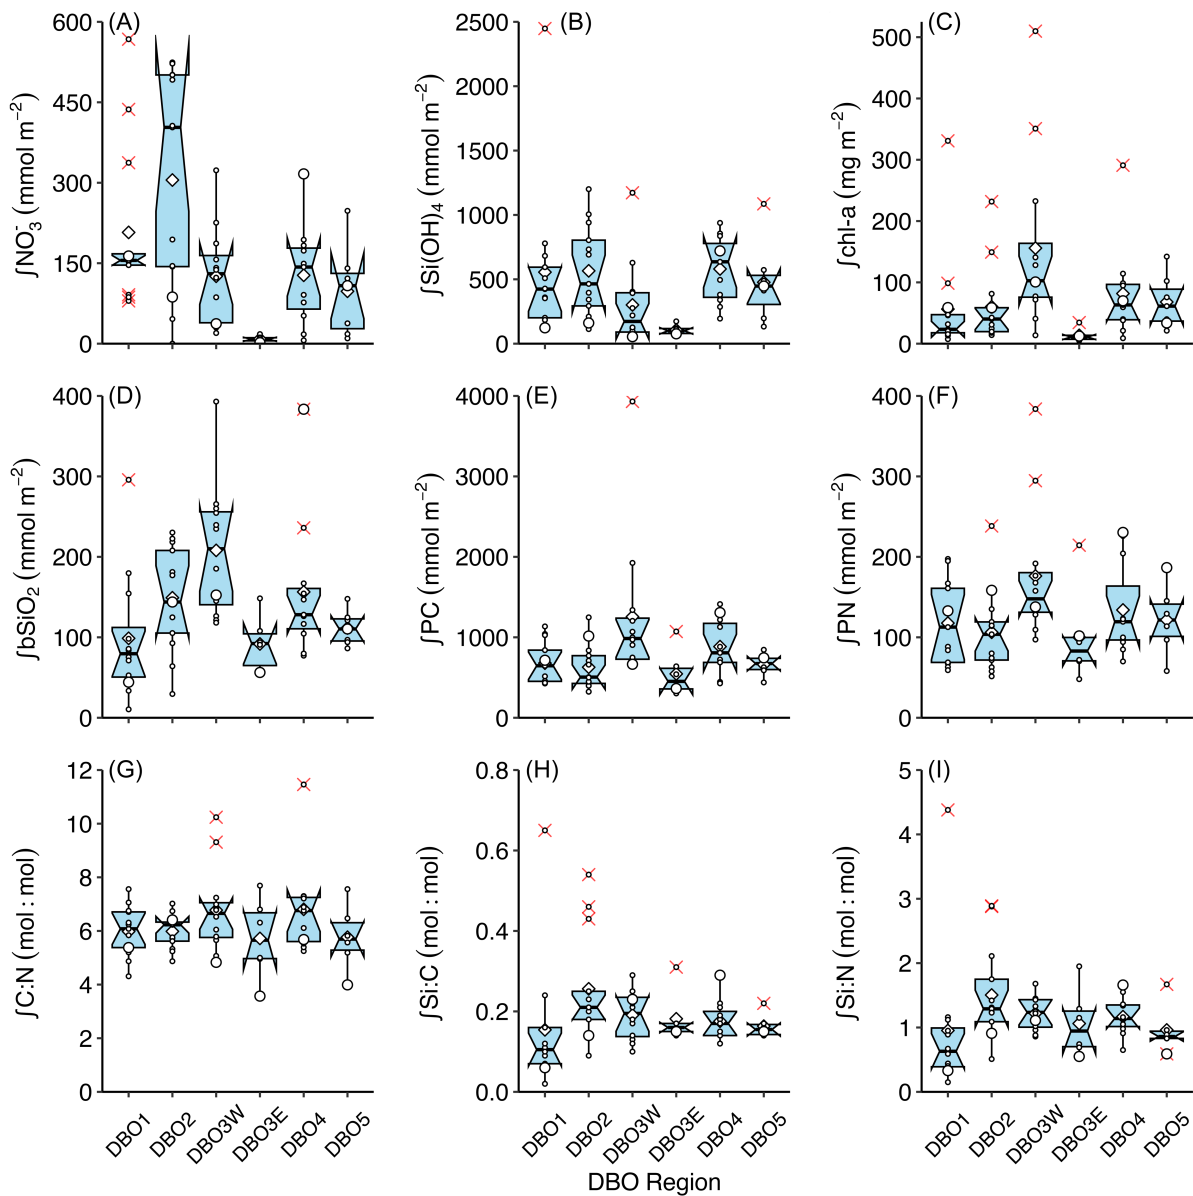 (A)
∫NO₃⁻ (mmol m⁻²)
600
450
300
150
0
(B)
∫Si(OH)₄ (mmol m⁻²)
2500
2000
1500
1000
500
0
(C)
∫chl-a (mg m⁻²)
500
400
300
200
100
0
(D)
∫bSiO₂ (mmol m⁻²)
400
300
200
100
0
(E)
∫PC (mmol m⁻²)
4000
3000
2000
1000
0
(F)
∫PN (mmol m⁻²)
400
300
200
100
0
(G)
∫C:N (mol : mol)
12
10
8
6
4
2
0
DBO1 DBO2 DBO3W DBO3E DBO4 DBO5
(H)
∫Si:C (mol : mol)
0.8
0.6
0.4
0.2
0.0
DBO1 DBO2 DBO3W DBO3E DBO4 DBO5
(I)
∫Si:N (mol : mol)
5
4
3
2
1
0
DBO1 DBO2 DBO3W DBO3E DBO4 DBO5
DBO Region